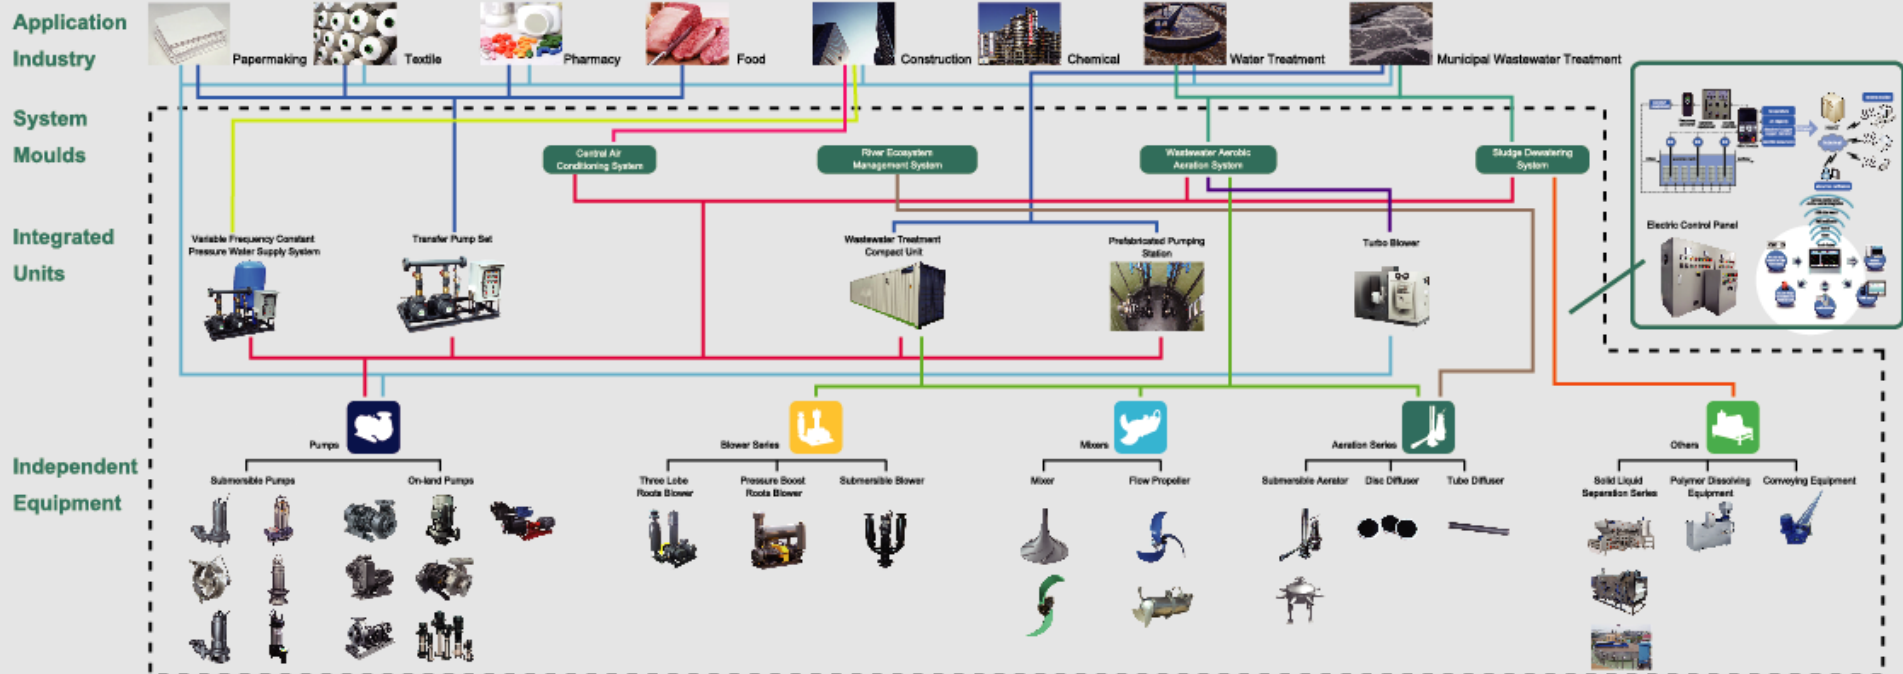 Application
Industry
Papermaking
Textile
Pharmacy
Food
Construction
Chemical
Water Treatment
Municipal Wastewater Treatment
System
Moulds
Central Air
Conditioning System
River Ecosystem
Management System
Wastewater Aerobic
Aeration System
Sludge Dewatering
System
Integrated
Units
Variable Frequency Constant
Pressure Water Supply System
Transfer Pump Set
Wastewater Treatment
Compact Unit
Prefabricated Pumping
Station
Turbo Blower
Electric Control Panel
Independent
Equipment
Pumps
Blower Series
Mixers
Aeration Series
Others
Submersible Pumps
On-land Pumps
Three Lobe
Roots Blower
Pressure Boost
Roots Blower
Submersible Blower
Mixer
Flow Propeller
Submersible Aerator
Disc Diffuser
Tube Diffuser
Solid Liquid
Separation Series
Polymer Dissolving
Equipment
Conveying Equipment